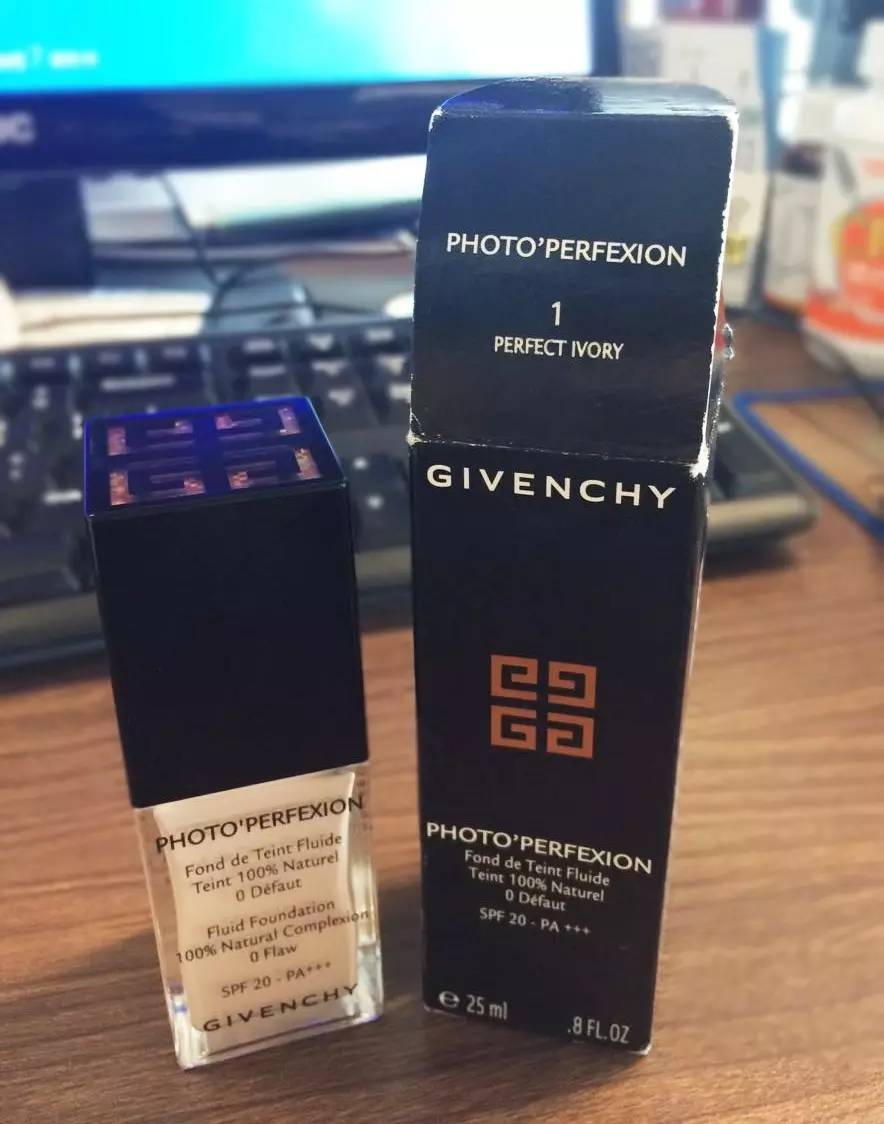 PHOTO'PERFEXION
1
PERFECT IVORY
GIVENCHY
PHOTO'PERFEXION
Fond de Teint Fluide
Teint 100% Naturel
0 Défaut
SPF 20 - PA +++
e 25 ml .8 FL.OZ
PHOTO'PERFEXION
Fond de Teint Fluide
Teint 100% Naturel
0 Défaut
Fluid Foundation
100% Natural Complexion
0 Flaw
SPF 20 - PA+++
GIVENCHY